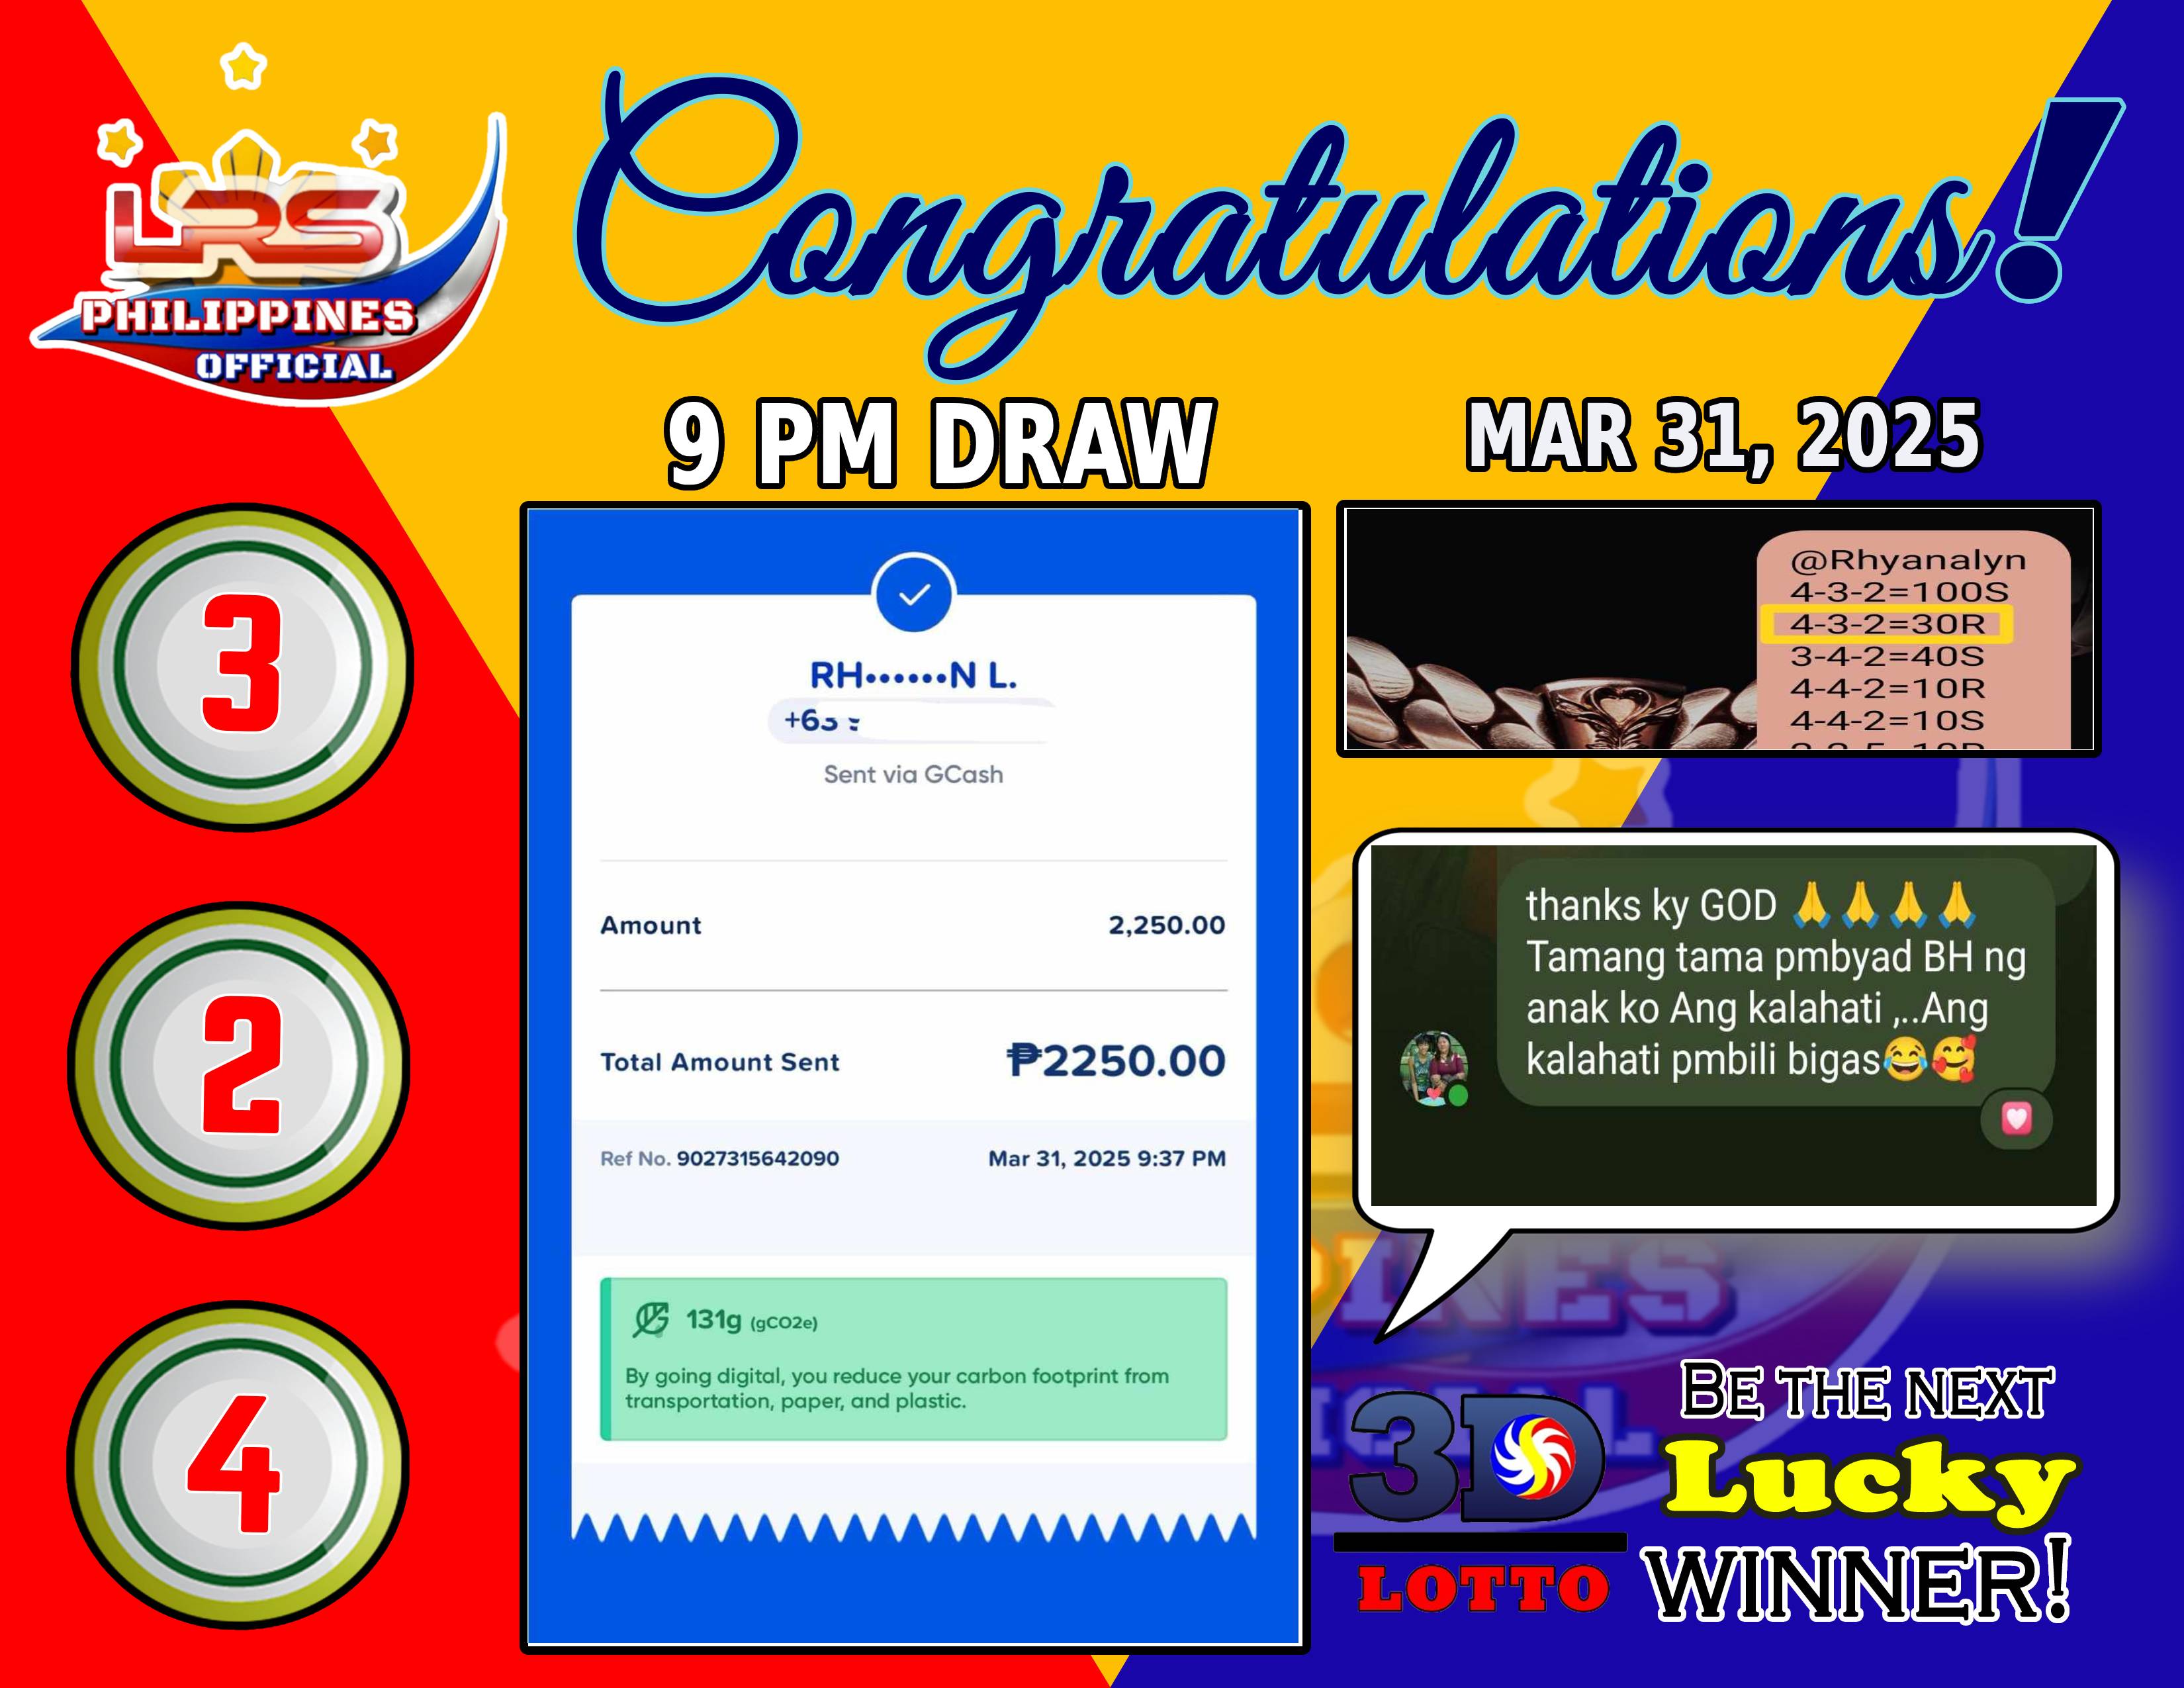 LRS
PHILIPPINES
OFFICIAL
Congratulations!
9 PM DRAW
MAR 31, 2025
3
2
4
RH••••••N L.
+63
Sent via GCash
Amount 2,250.00
Total Amount Sent ₱2250.00
Ref No. 9027315642090 Mar 31, 2025 9:37 PM
131g (gCO2e)
By going digital, you reduce your carbon footprint from
transportation, paper, and plastic.
@Rhyanalyn
4-3-2=100S
4-3-2=30R
3-4-2=40S
4-4-2=10R
4-4-2=10S
thanks ky GOD 🙏🙏🙏🙏
Tamang tama pmbyad BH ng
anak ko Ang kalahati ,..Ang
kalahati pmbili bigas😂🥰
3D
LOTTO
BE THE NEXT
Lucky
WINNER!